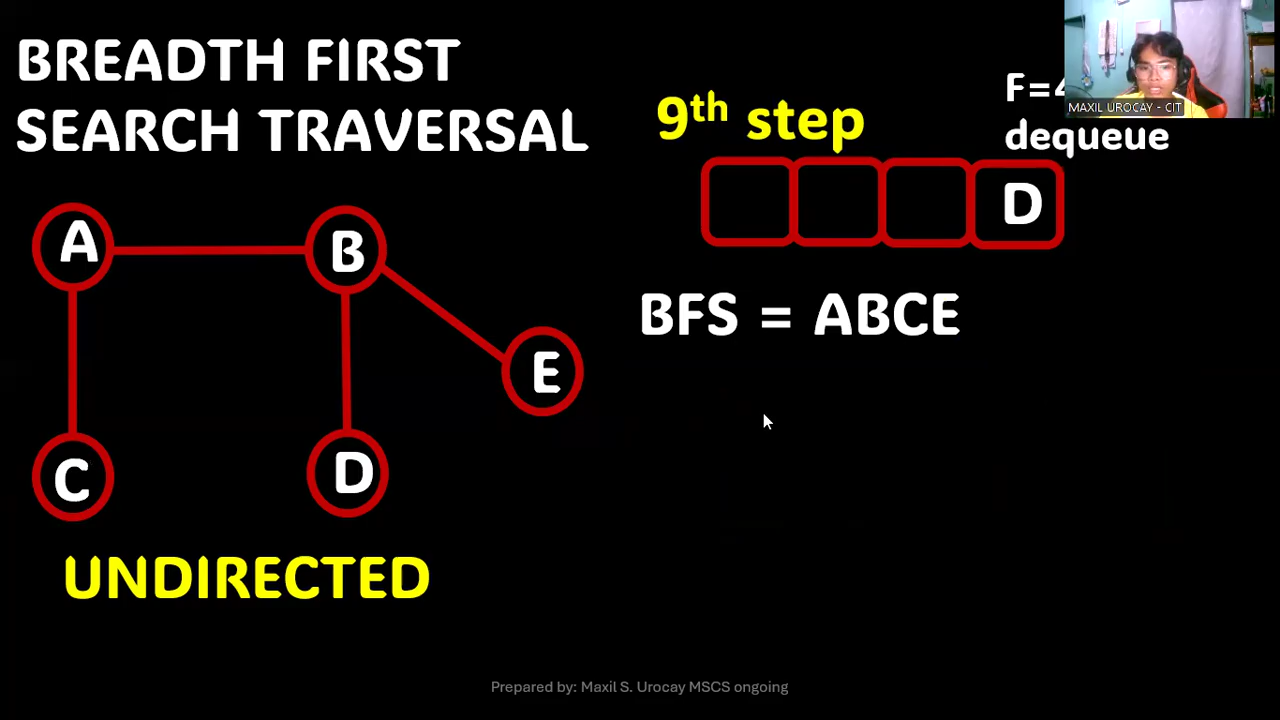 BREADTH FIRST
SEARCH TRAVERSAL
9th step
F=4
dequeue
MAXIL UROCAY - CIT
D
BFS = ABCE
A
B
E
C
D
UNDIRECTED
Prepared by: Maxil S. Urocay MSCS ongoing